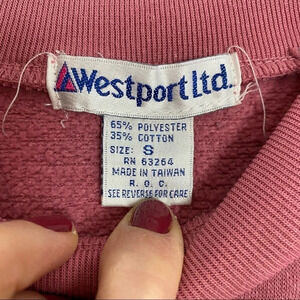 Westport ltd.
65% POLYESTER
35% COTTON
SIZE: S
RN 63264
MADE IN TAIWAN
R. O. C.
SEE REVERSE FOR CARE